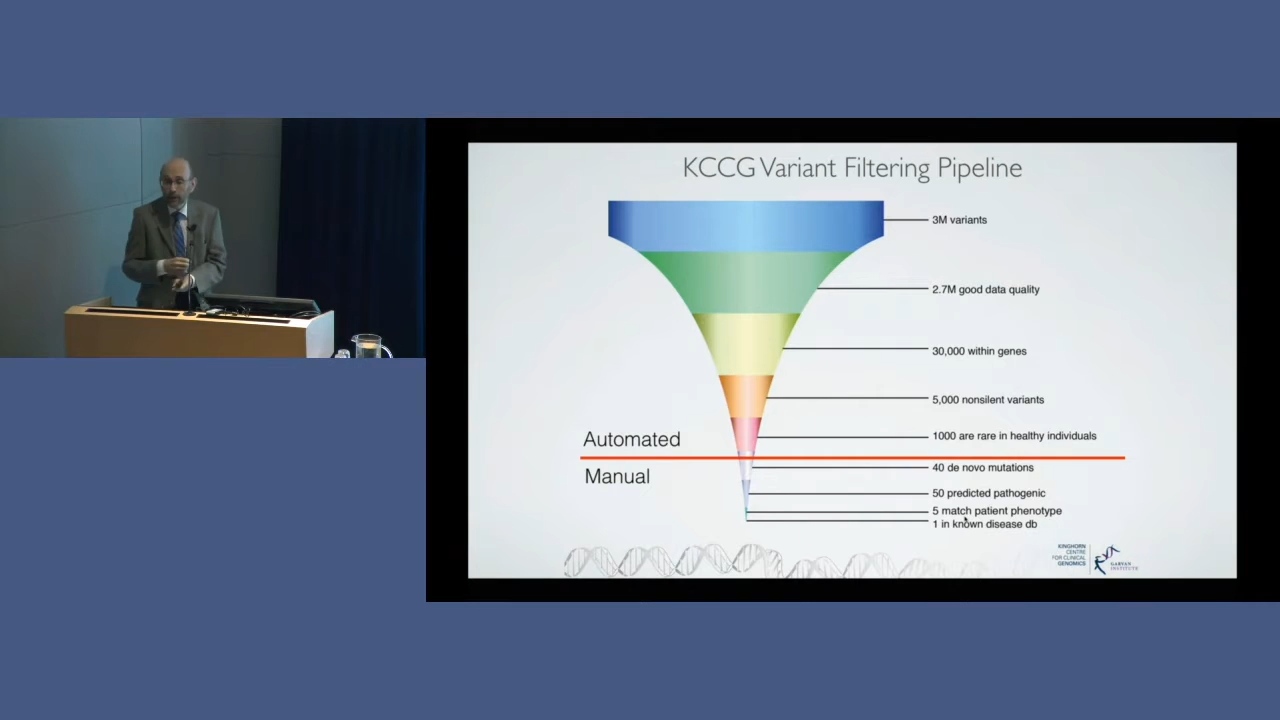 KCCG Variant Filtering Pipeline
3M variants
2.7M good data quality
30,000 within genes
5,000 nonsilent variants
1000 are rare in healthy individuals
Automated
Manual
40 de novo mutations
50 predicted pathogenic
5 match patient phenotype
1 in known disease db
KINGHORN
CENTRE
FOR CLINICAL
GENOMICS
GARVAN
INSTITUTE